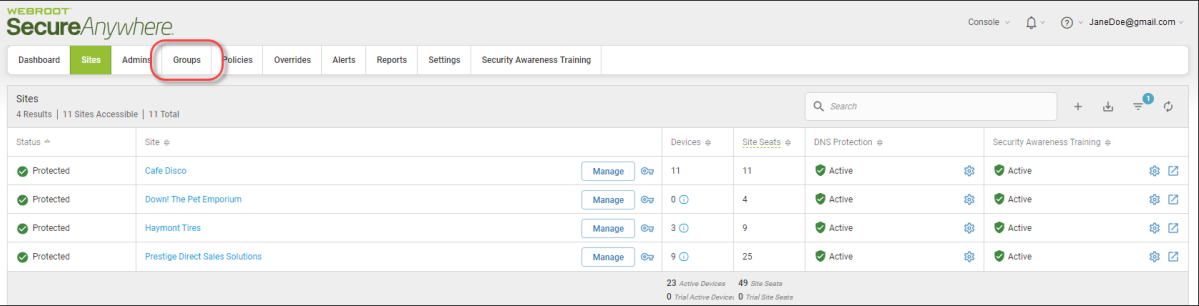 WEBROOT
SecureAnywhere.
Console
?
JaneDoe@gmail.com
Dashboard Sites Admins Groups Policies Overrides Alerts Reports Settings Security Awareness Training
Sites
4 Results | 11 Sites Accessible | 11 Total
Search
1
Status Site Devices Site Seats DNS Protection Security Awareness Training
Protected Cafe Disco Manage 11 11 Active Active
Protected Down! The Pet Emporium Manage 0 4 Active Active
Protected Haymont Tires Manage 3 9 Active Active
Protected Prestige Direct Sales Solutions Manage 9 25 Active Active
23 Active Devices 49 Site Seats
0 Trial Active Devices 0 Trial Site Seats